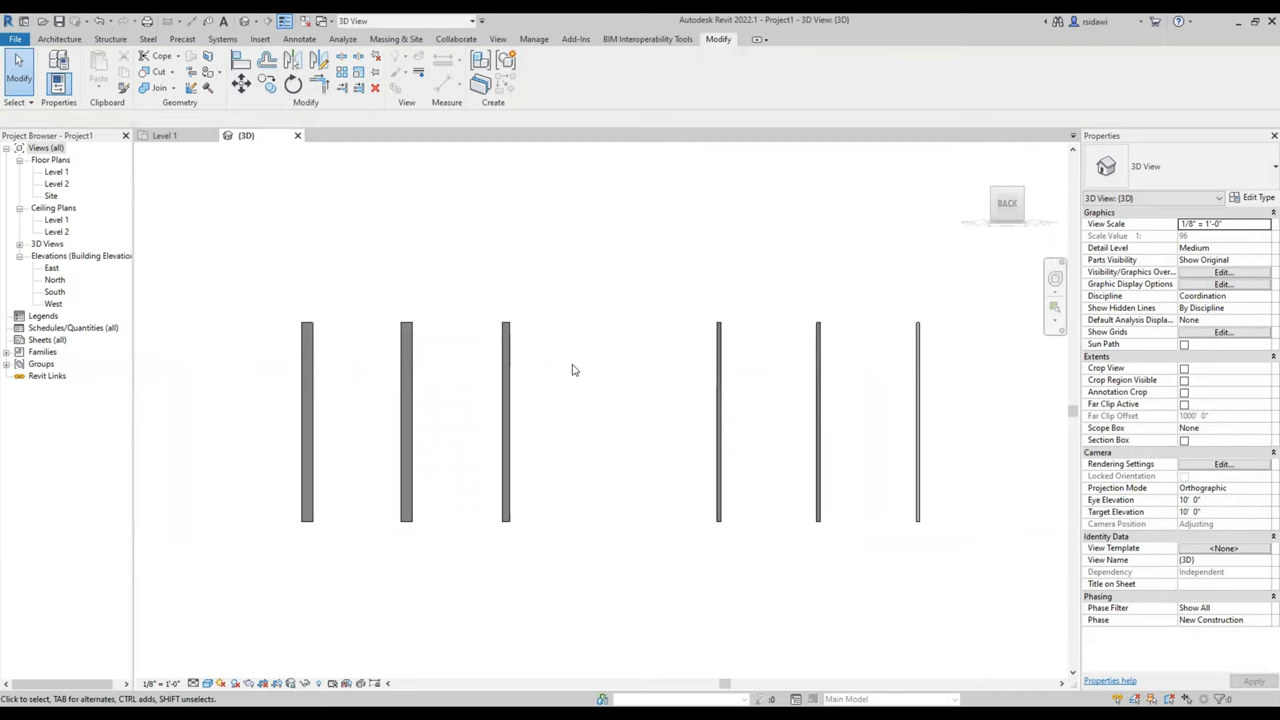 3D View
Autodesk Revit 2022.1 - Project1 - 3D View: {3D}
rsidawi
File Architecture Structure Steel Precast Systems Insert Annotate Analyze Massing & Site Collaborate View Manage Add-Ins BIM Interoperability Tools Modify
Modify
Paste
Cope
Cut
Join
Select Properties Clipboard Geometry Modify View Measure Create
Project Browser - Project1
Level 1
{3D}
Properties
Views (all)
Floor Plans
Level 1
Level 2
Site
Ceiling Plans
Level 1
Level 2
3D Views
Elevations (Building Elevatio
East
North
South
West
Legends
Schedules/Quantities (all)
Sheets (all)
Families
Groups
Revit Links
BACK
3D View
3D View: {3D} Edit Type
Graphics
View Scale 1/8" = 1'-0"
Scale Value 1: 96
Detail Level Medium
Parts Visibility Show Original
Visibility/Graphics Over... Edit...
Graphic Display Options Edit...
Discipline Coordination
Show Hidden Lines By Discipline
Default Analysis Displa... None
Show Grids Edit...
Sun Path
Extents
Crop View
Crop Region Visible
Annotation Crop
Far Clip Active
Far Clip Offset 1000' 0"
Scope Box None
Section Box
Camera
Rendering Settings Edit...
Locked Orientation
Projection Mode Orthographic
Eye Elevation 10' 0"
Target Elevation 10' 0"
Camera Position Adjusting
Identity Data
View Template <None>
View Name {3D}
Dependency Independent
Title on Sheet
Phasing
Phase Filter Show All
Phase New Construction
Properties help Apply
1/8" = 1'-0"
Click to select, TAB for alternates, CTRL adds, SHIFT unselects.
:0
Main Model
:0